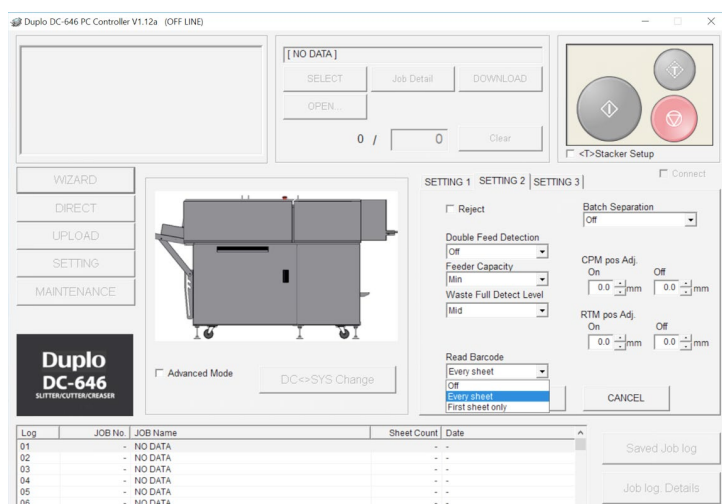 Duplo DC-646 PC Controller V1.12a (OFF LINE)
[ NO DATA ]
SELECT
Job Detail
DOWNLOAD
OPEN...
0 / 0
Clear
<T>Stacker Setup
WIZARD
DIRECT
UPLOAD
SETTING
MAINTENANCE
Duplo
DC-646
SLITTER/CUTTER/CREASER
Advanced Mode
DC<>SYS Change
Connect
SETTING 1
SETTING 2
SETTING 3
Reject
Double Feed Detection
Off
Feeder Capacity
Min
Waste Full Detect Level
Mid
Read Barcode
Every sheet
Off
Every sheet
First sheet only
Batch Separation
Off
CPM pos Adj.
On Off
0.0 mm 0.0 mm
RTM pos Adj.
On Off
0.0 mm 0.0 mm
CANCEL
Log JOB No. JOB Name Sheet Count Date
01 - NO DATA - -
02 - NO DATA - -
03 - NO DATA - -
04 - NO DATA - -
05 - NO DATA - -
06 - NO DATA - -
Saved Job log
Job log. Details